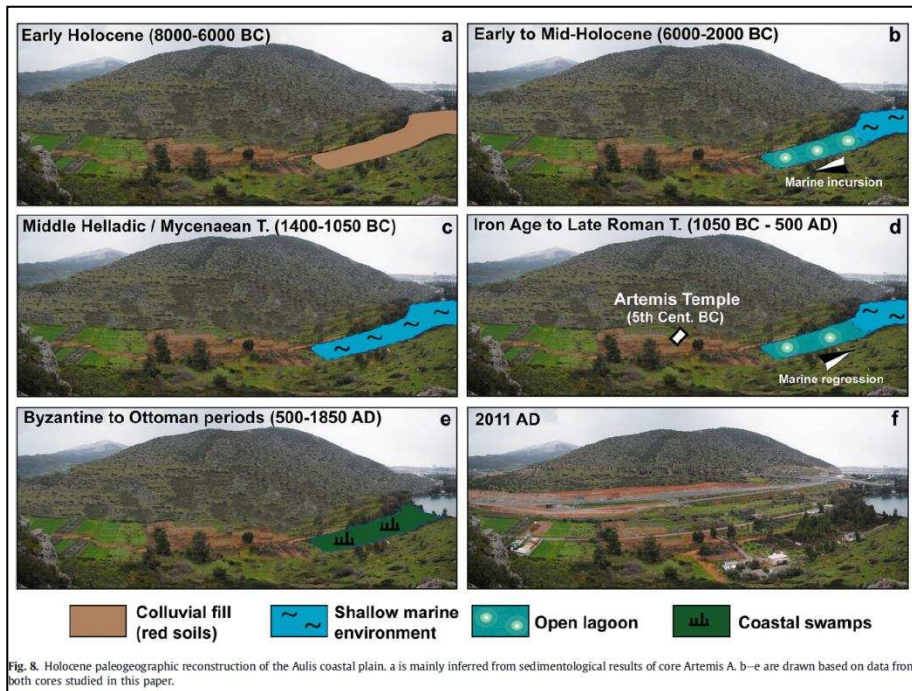 Early Holocene (8000-6000 BC)
a
Early to Mid-Holocene (6000-2000 BC)
b
Marine incursion
Middle Helladic / Mycenaean T. (1400-1050 BC)
c
Iron Age to Late Roman T. (1050 BC - 500 AD)
d
Artemis Temple
(5th Cent. BC)
Marine regression
Byzantine to Ottoman periods (500-1850 AD)
e
2011 AD
f
Colluvial fill
(red soils)
Shallow marine
environment
Open lagoon
Coastal swamps
Fig. 8. Holocene paleogeographic reconstruction of the Aulis coastal plain. a is mainly inferred from sedimentological results of core Artemis A. b–e are drawn based on data from
both cores studied in this paper.